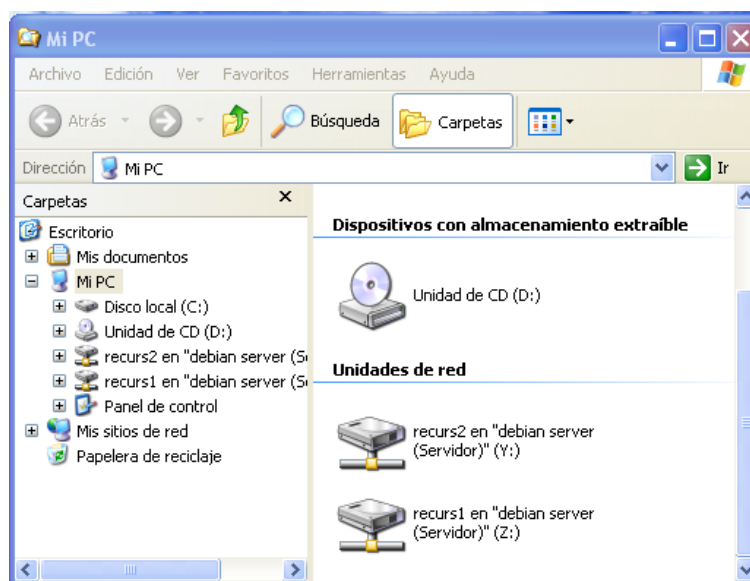 Mi PC
Archivo Edición Ver Favoritos Herramientas Ayuda
Atrás Búsqueda Carpetas
Dirección Mi PC Ir
Carpetas
Escritorio
Mis documentos
Mi PC
Disco local (C:)
Unidad de CD (D:)
recurs2 en "debian server (S
recurs1 en "debian server (S
Panel de control
Mis sitios de red
Papelera de reciclaje
Dispositivos con almacenamiento extraíble
Unidad de CD (D:)
Unidades de red
recurs2 en "debian server
(Servidor)" (Y:)
recurs1 en "debian server
(Servidor)" (Z:)